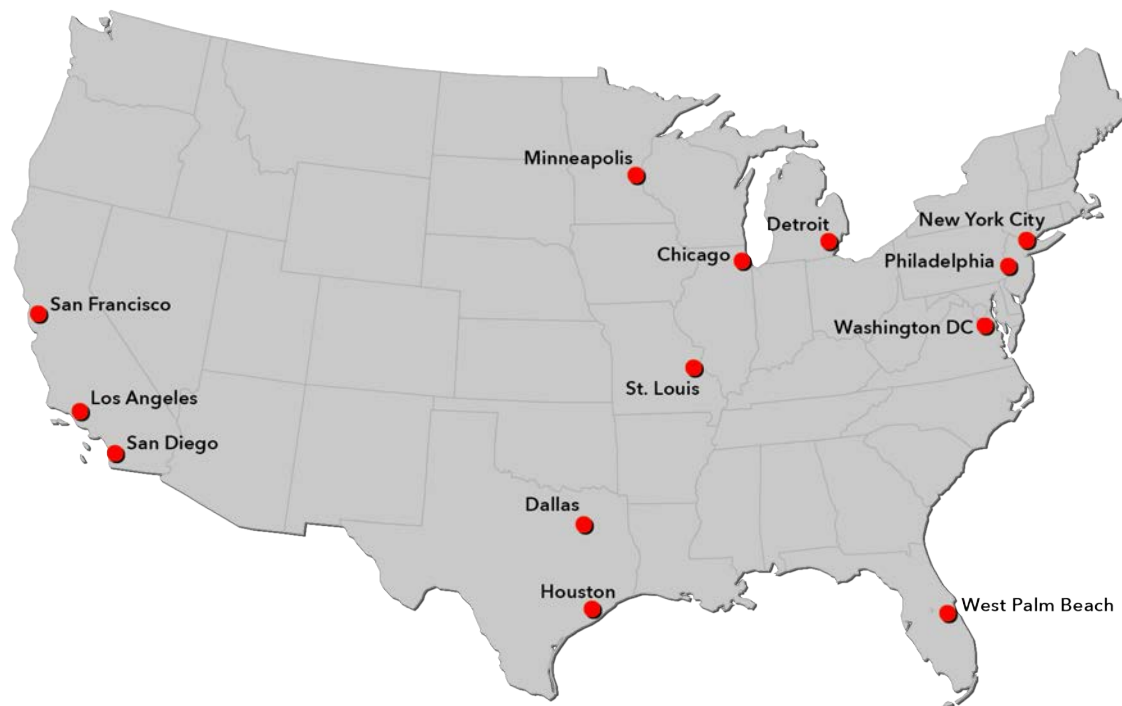 Minneapolis
New York City
Detroit
Chicago
Philadelphia
San Francisco
Washington DC
St. Louis
Los Angeles
San Diego
Dallas
Houston
West Palm Beach